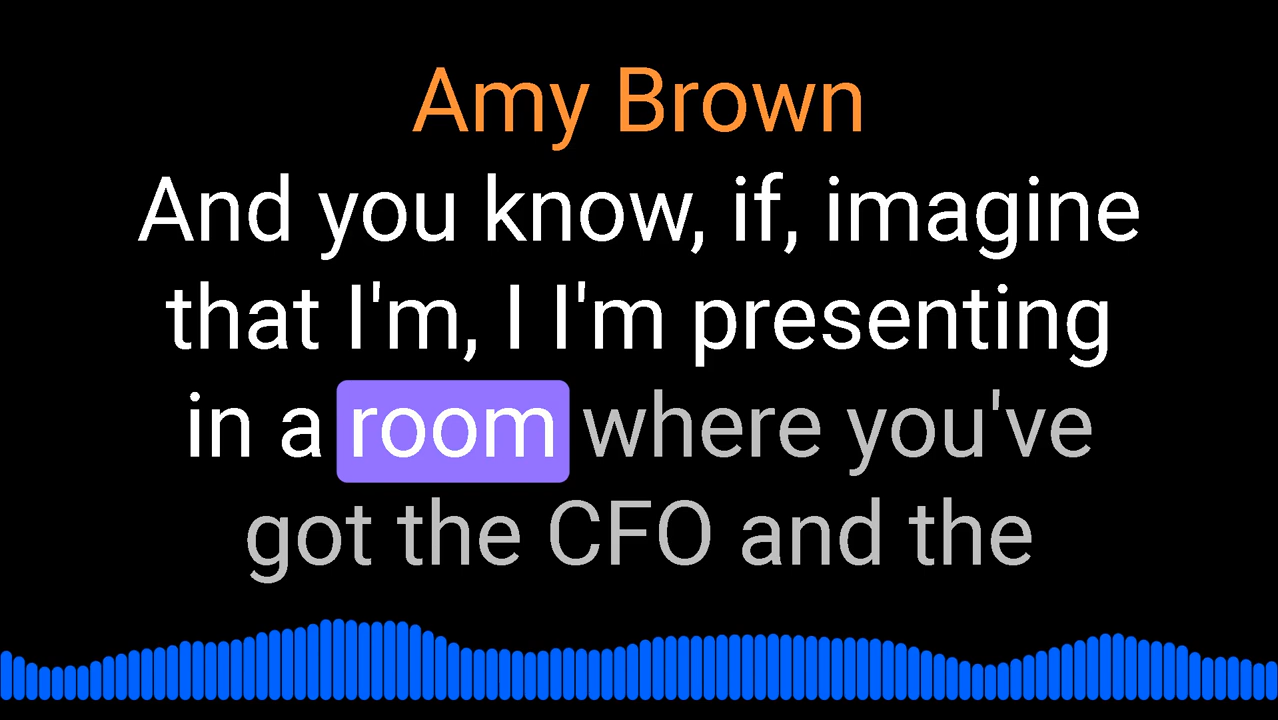 Amy Brown
And you know, if, imagine
that I'm, I I'm presenting
in a room where you've
got the CFO and the